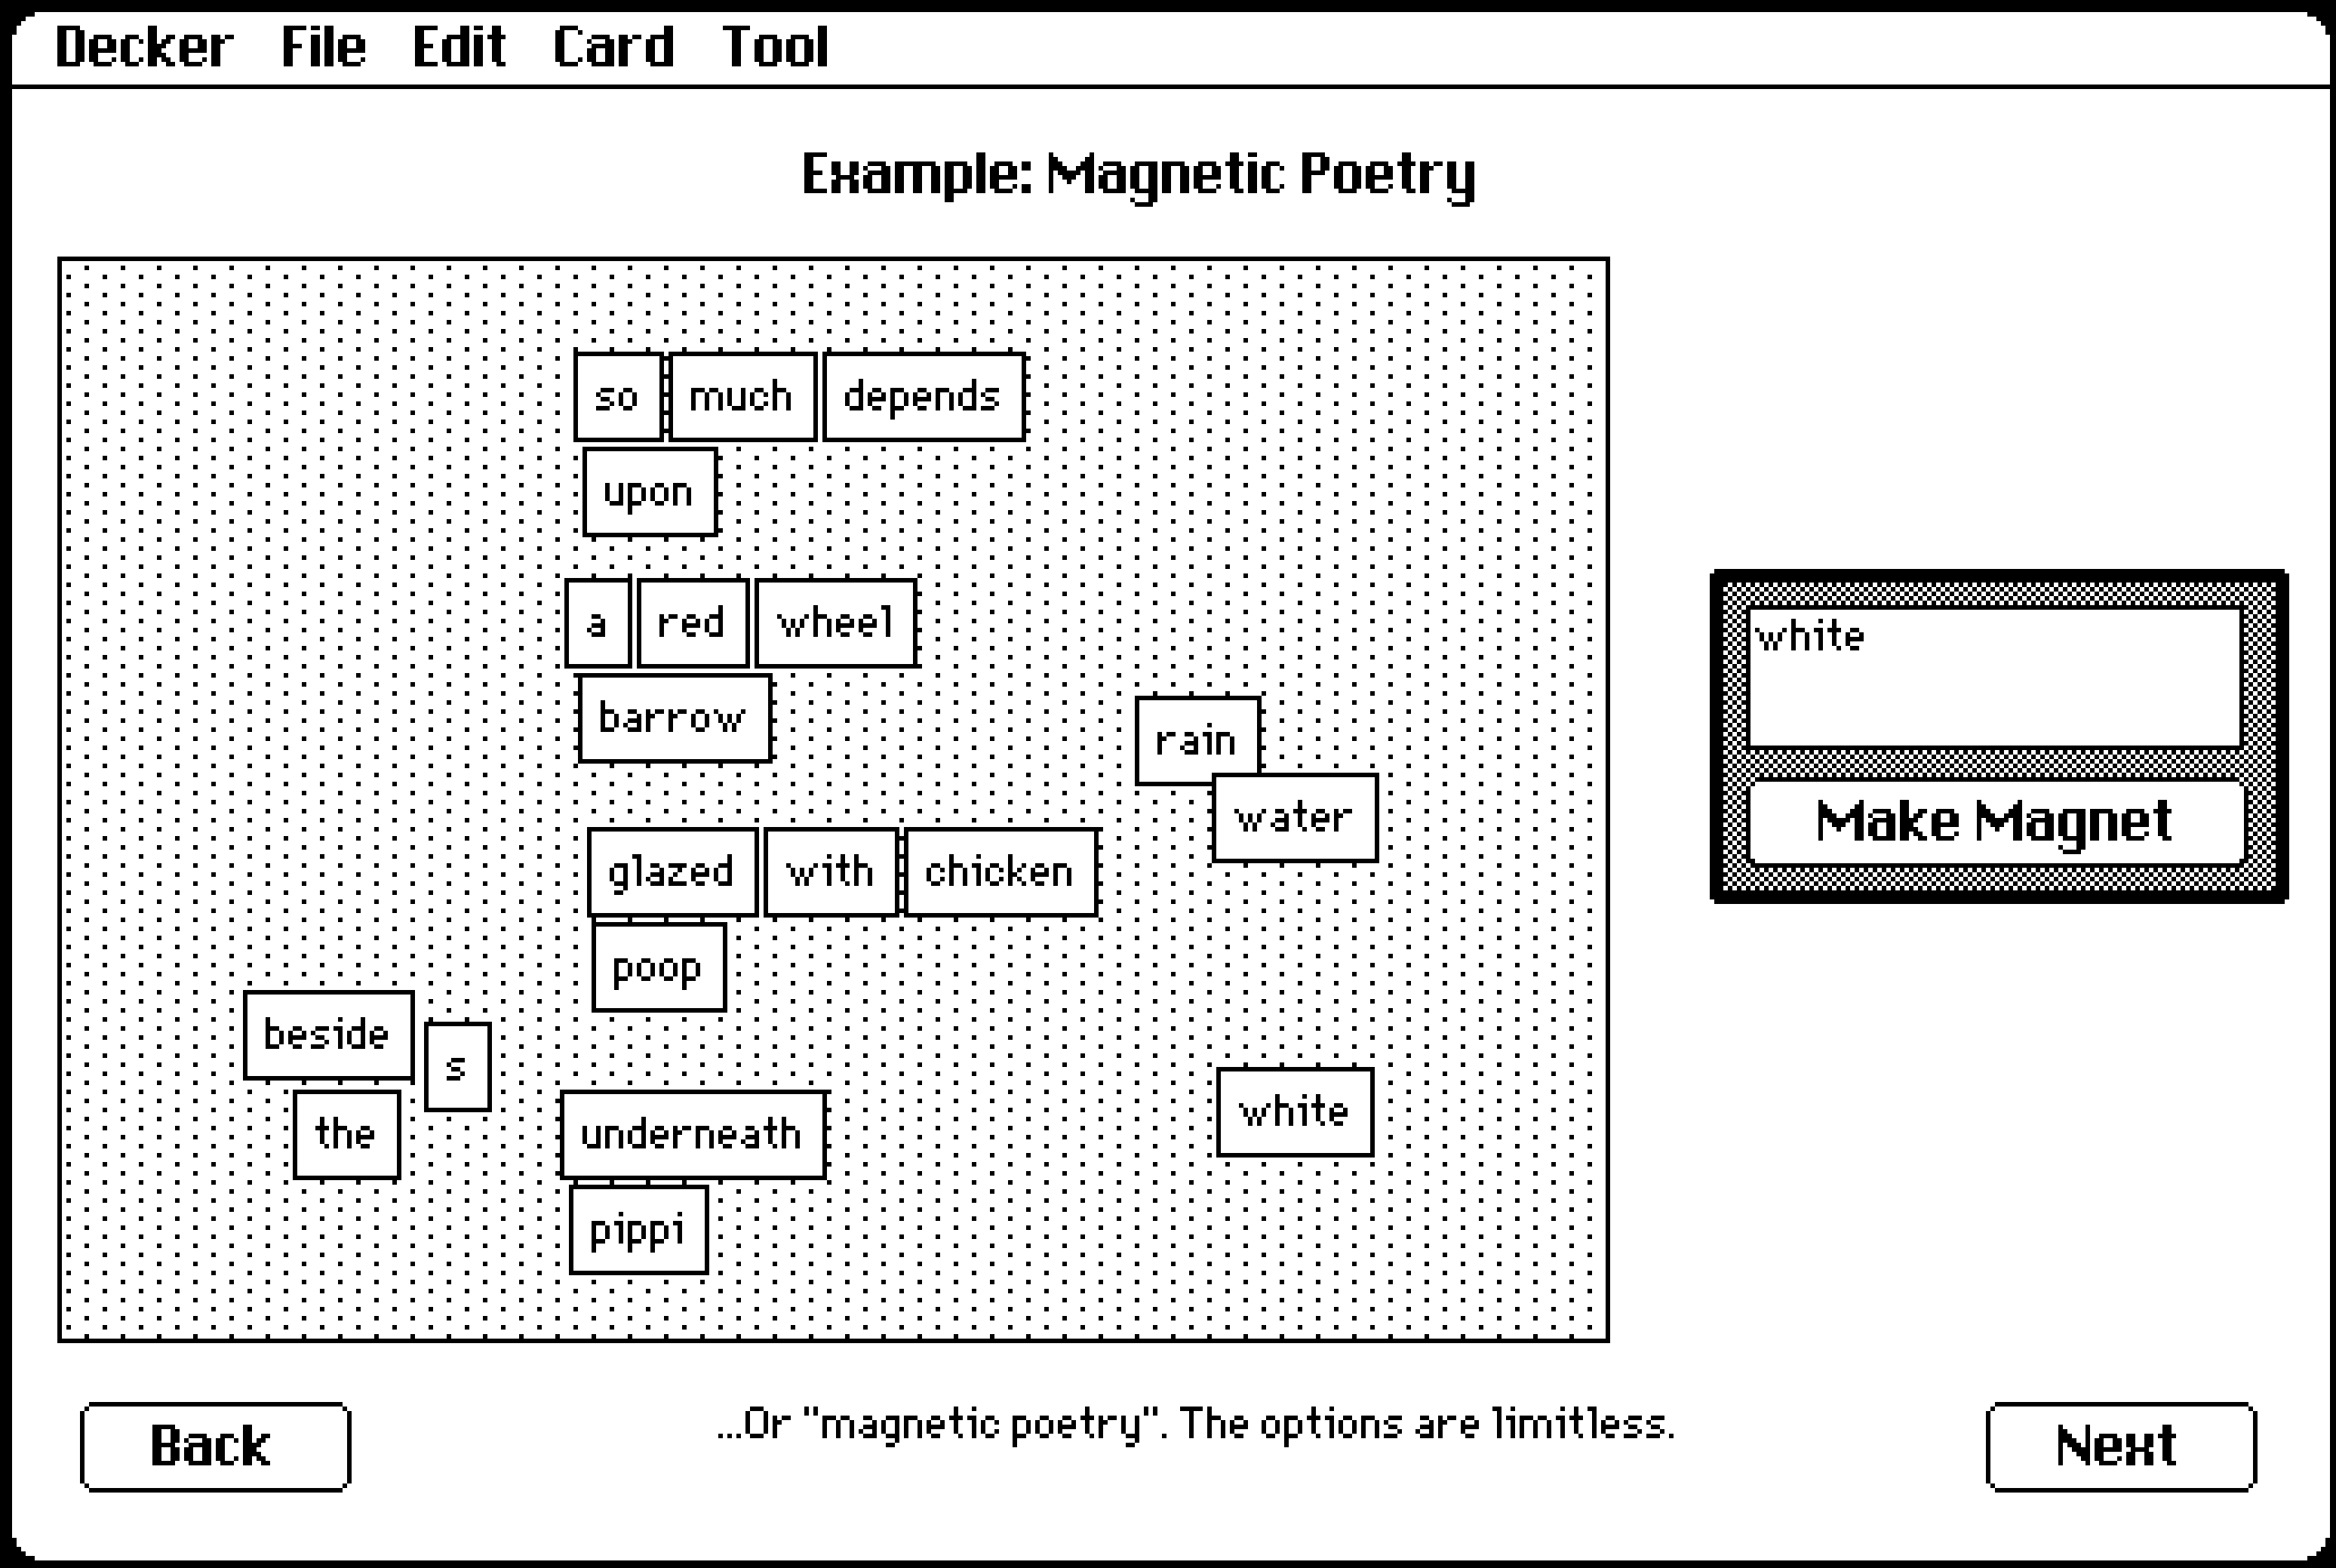 Decker File Edit Card Tool
Example: Magnetic Poetry
so much depends
upon
a red wheel
barrow
rain
water
glazed with chicken
poop
beside
s
the
underneath
pippi
white
white
Make Magnet
Back
...Or "magnetic poetry". The options are limitless.
Next